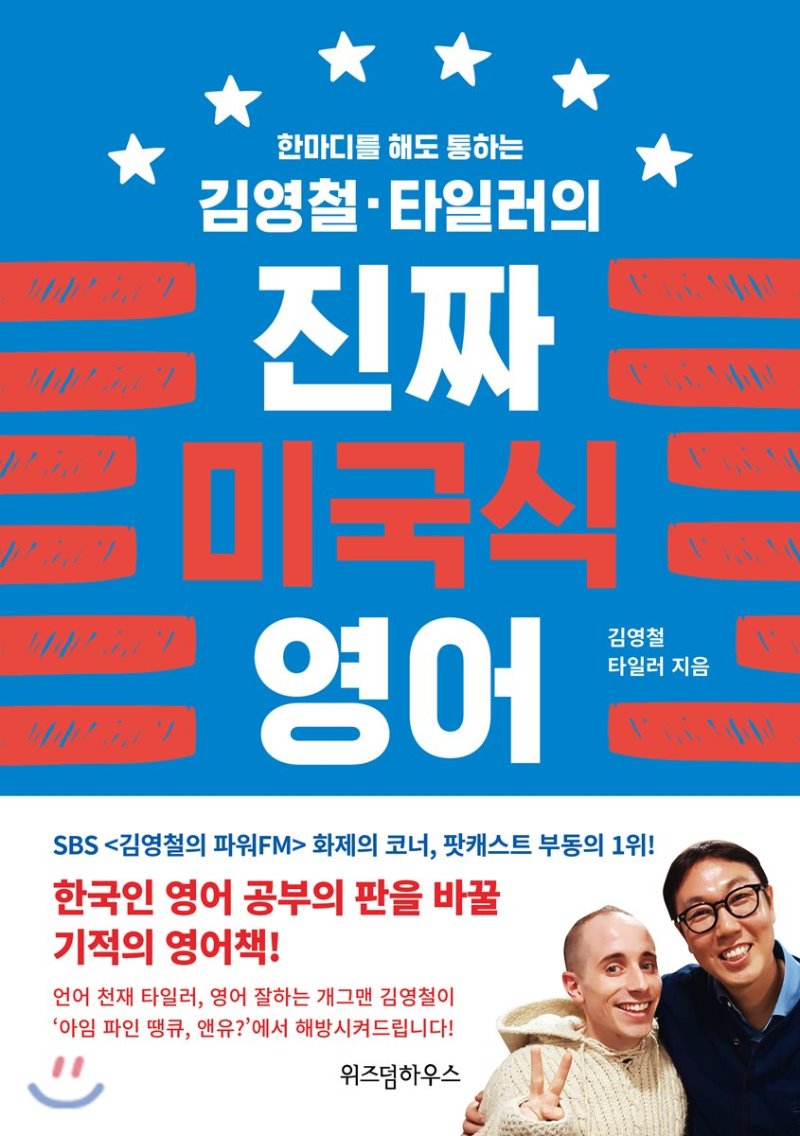 한마디를 해도 통하는
김영철·타일러의
진짜
미국식
영어
김영철
타일러 지음
SBS <김영철의 파워FM> 화제의 코너, 팟캐스트 부동의 1위!
한국인 영어 공부의 판을 바꿀
기적의 영어책!
언어 천재 타일러, 영어 잘하는 개그맨 김영철이
‘아임 파인 땡큐, 앤유?’에서 해방시켜드립니다!
위즈덤하우스